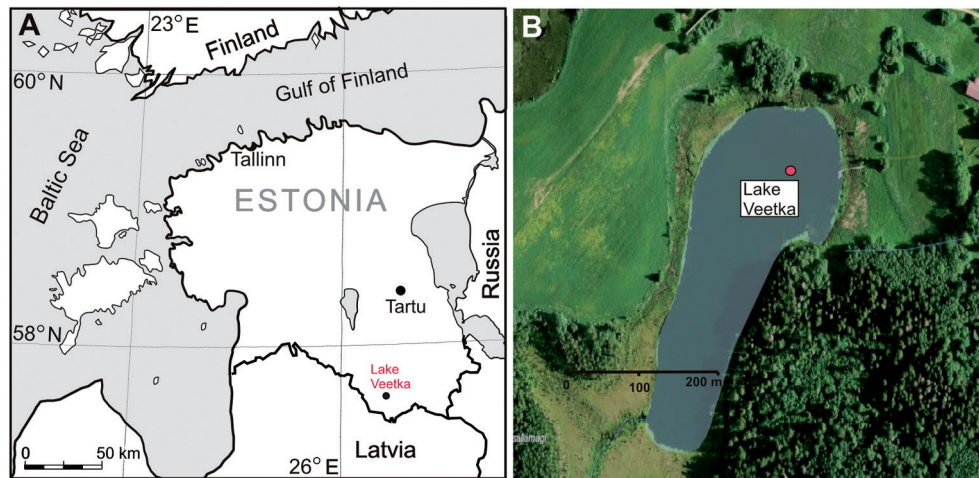 A
23°E
Finland
60°N
Gulf of Finland
Baltic Sea
Tallinn
ESTONIA
Russia
Tartu
58°N
Lake
Veetka
Latvia
0 50 km
26°E
B
Lake
Veetka
0 100 200 m